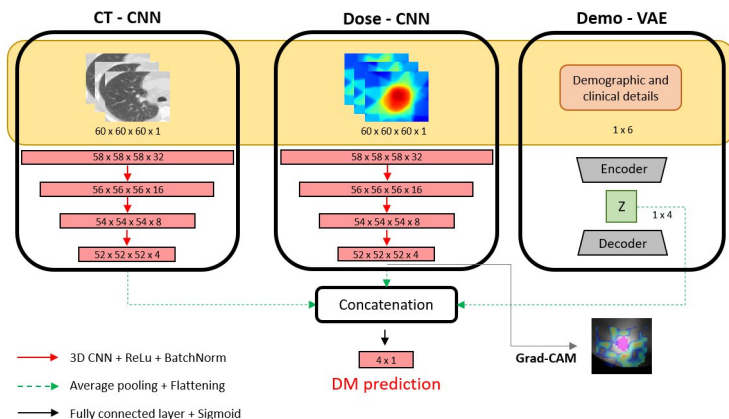 CT - CNN
Dose - CNN
Demo - VAE
60 x 60 x 60 x 1
60 x 60 x 60 x 1
Demographic and
clinical details
1 x 6
58 x 58 x 58 x 32
56 x 56 x 56 x 16
54 x 54 x 54 x 8
52 x 52 x 52 x 4
58 x 58 x 58 x 32
56 x 56 x 56 x 16
54 x 54 x 54 x 8
52 x 52 x 52 x 4
Encoder
Z
1 x 4
Decoder
Concatenation
4 x 1
DM prediction
Grad-CAM
3D CNN + ReLu + BatchNorm
Average pooling + Flattening
Fully connected layer + Sigmoid